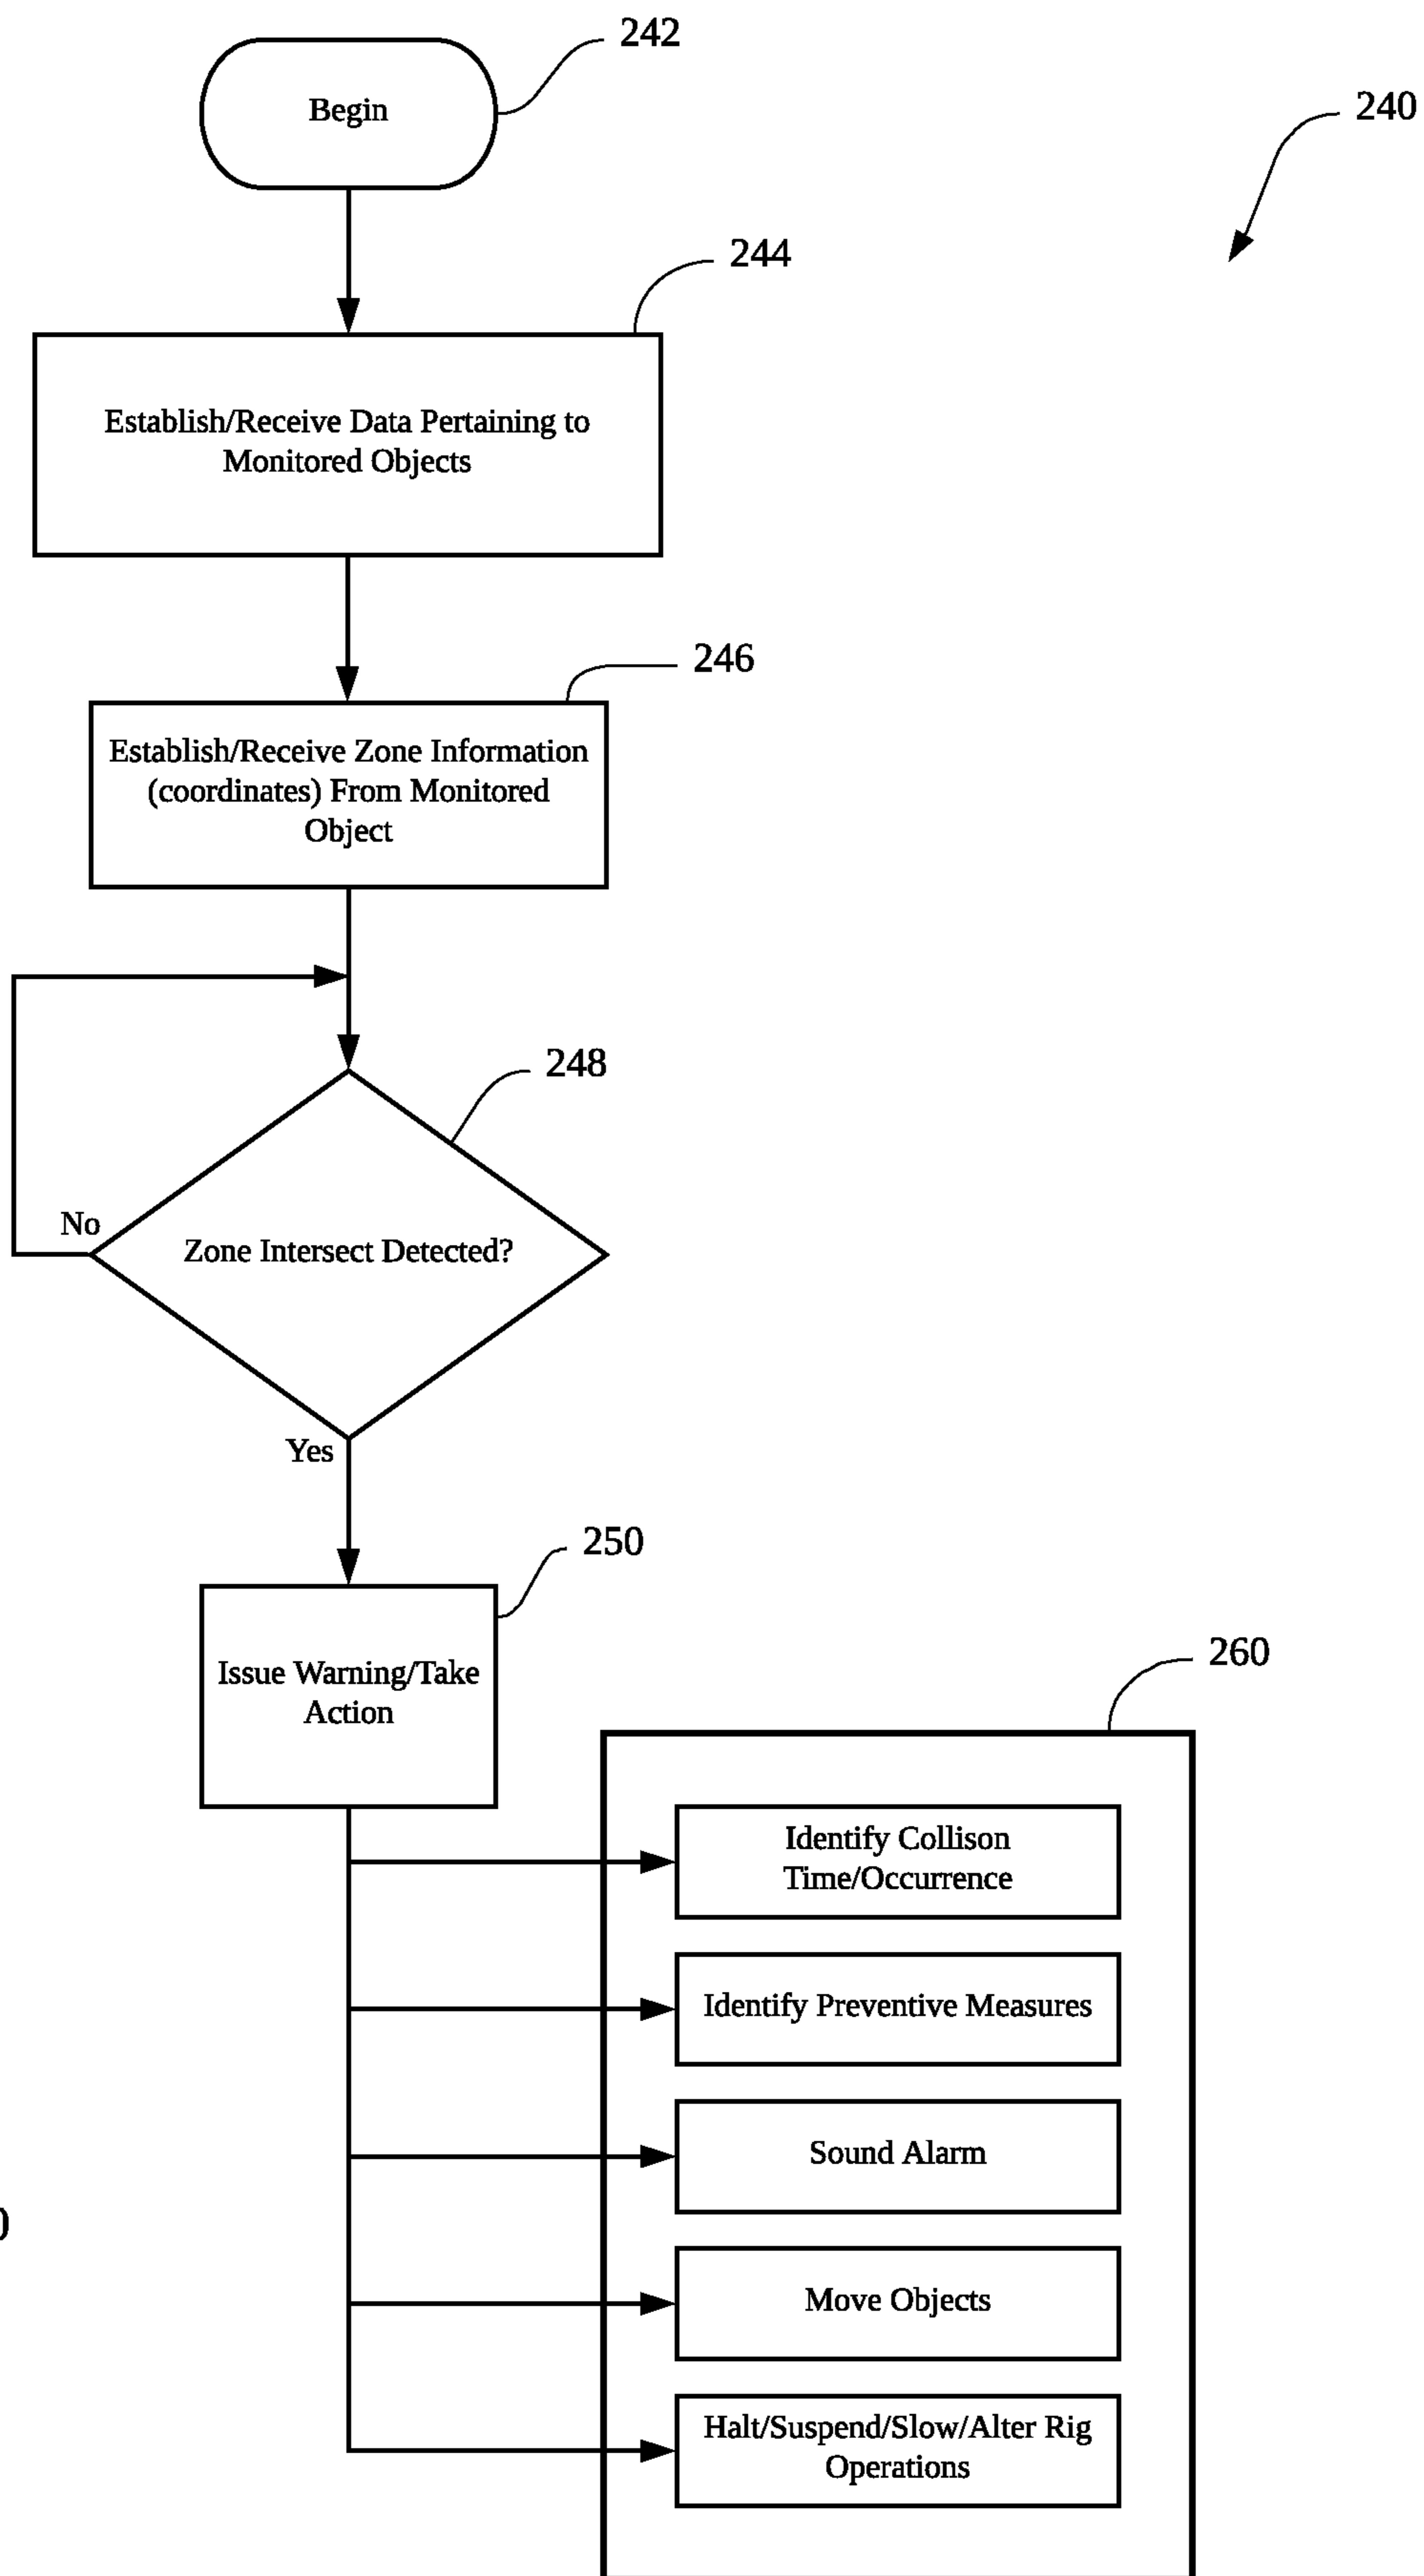 242
Begin
240
244
Establish/Receive Data Pertaining to
Monitored Objects
246
Establish/Receive Zone Information
(coordinates) From Monitored
Object
248
No
Zone Intersect Detected?
Yes
250
Issue Warning/Take
Action
260
Identify Collison
Time/Occurrence
Identify Preventive Measures
Sound Alarm
Move Objects
Halt/Suspend/Slow/Alter Rig
Operations